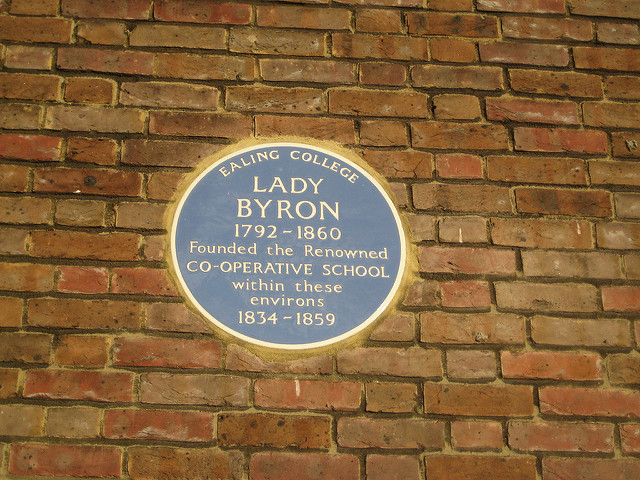 EALING COLLEGE
LADY
BYRON
1792 - 1860
Founded the Renowned
CO-OPERATIVE SCHOOL
within these
environs
1834 - 1859